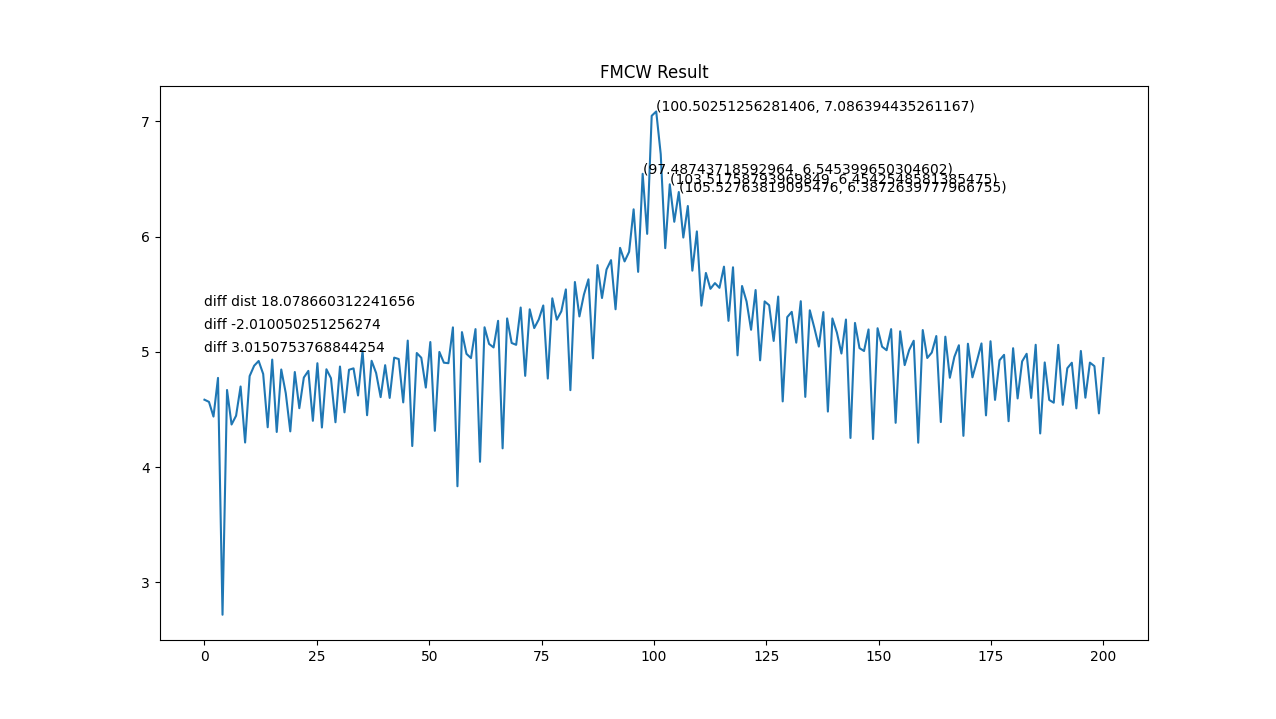 FMCW Result
(100.50251256281406, 7.086394435261167)
(97.48743718592964, 6.545399650304602)
(103.51758793969849, 6.4542548581385475)
(105.52763819095476, 6.3872639777966755)
diff dist 18.078660312241656
diff -2.010050251256274
diff 3.0150753768844254
7
6
5
4
3
0 25 50 75 100 125 150 175 200